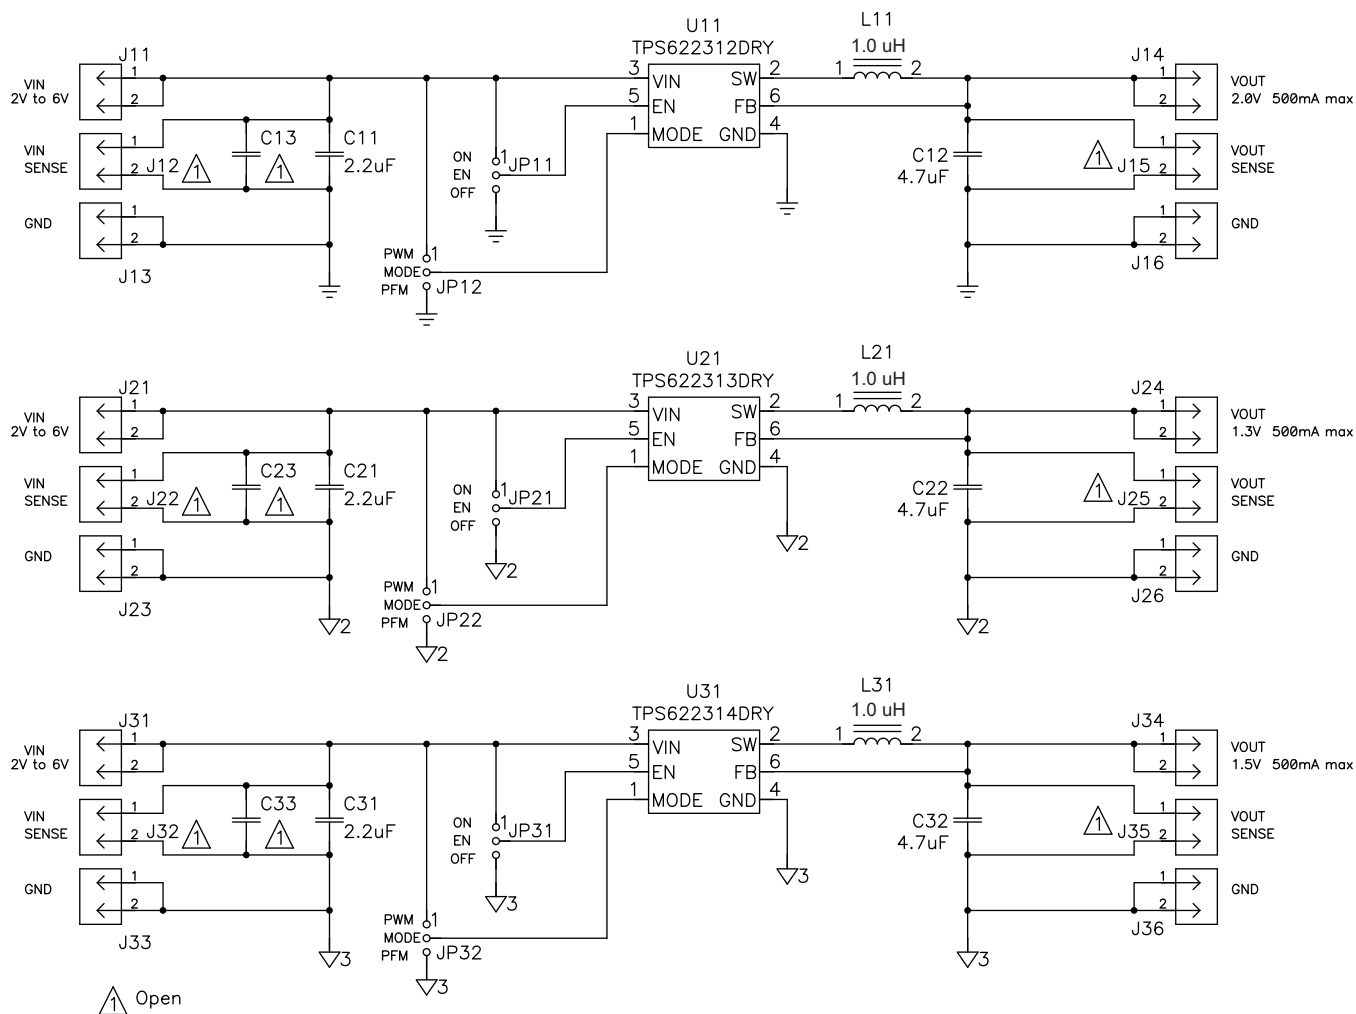 U11
TPS622312DRY
L11
1.0 uH
J11
J14
VIN
2V to 6V
1
2
3 VIN SW 2
5 EN FB 6
1 MODE GND 4
1 2
1
2
VOUT
2.0V 500mA max
VIN
SENSE
1
2
J12 1
C13
1
C11
2.2uF
ON
EN
OFF
1
JP11
C12
4.7uF
1
J15
1
2
VOUT
SENSE
GND
1
2
J13
PWM
MODE
PFM
1
JP12
1
2
J16
GND
U21
TPS622313DRY
L21
1.0 uH
J21
J24
VIN
2V to 6V
1
2
3 VIN SW 2
5 EN FB 6
1 MODE GND 4
1 2
1
2
VOUT
1.3V 500mA max
VIN
SENSE
1
2
J22 1
C23
1
C21
2.2uF
ON
EN
OFF
1
JP21
2
2
C22
4.7uF
1
J25
1
2
VOUT
SENSE
GND
1
2
J23
2
PWM
MODE
PFM
1
JP22
2
2
1
2
J26
GND
U31
TPS622314DRY
L31
1.0 uH
J31
J34
VIN
2V to 6V
1
2
3 VIN SW 2
5 EN FB 6
1 MODE GND 4
1 2
1
2
VOUT
1.5V 500mA max
VIN
SENSE
1
2
J32 1
C33
1
C31
2.2uF
ON
EN
OFF
1
JP31
3
3
C32
4.7uF
1
J35
1
2
VOUT
SENSE
GND
1
2
J33
3
PWM
MODE
PFM
1
JP32
3
3
1
2
J36
GND
1 Open